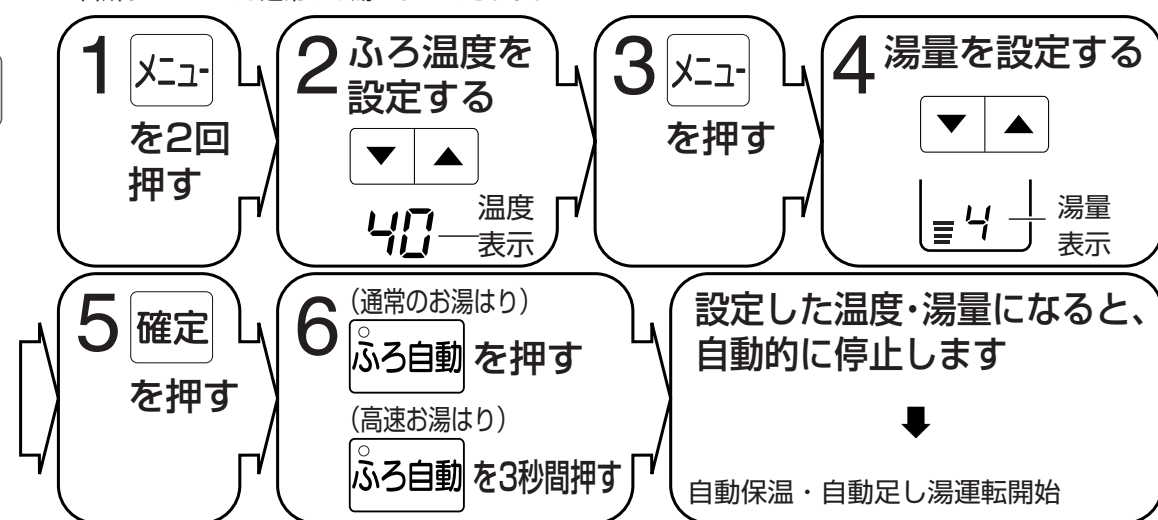 1 メニュー
を2回
押す
2 ふろ温度を
設定する
▼ ▲
40 温度
表示
3 メニュー
を押す
4 湯量を設定する
▼ ▲
4 湯量
表示
5 確定
を押す
6 (通常のお湯はり)
ふろ自動 を押す
(高速お湯はり)
ふろ自動 を3秒間押す
設定した温度・湯量になると、
自動的に停止します
自動保温・自動足し湯運転開始